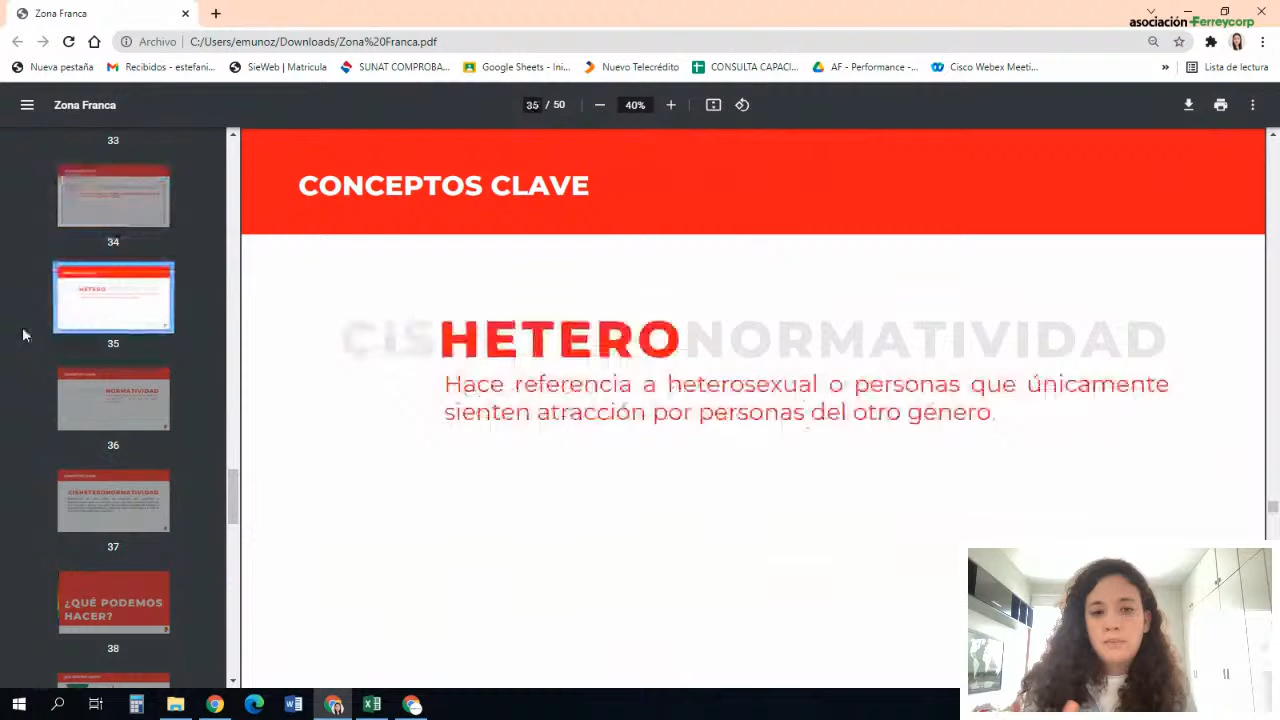 Zona Franca
asociación Ferreycorp
Archivo C:/Users/emunoz/Downloads/Zona%20Franca.pdf
Nueva pestaña Recibidos - estefani... SieWeb | Matricula SUNAT COMPROBA... Google Sheets - Ini... Nuevo Telecrédito CONSULTA CAPACI... AF - Performance -... Cisco Webex Meeti... » Lista de lectura
Zona Franca 35 / 50 40%
33
34
35
36
37
38
HETERO
NORMATIVIDAD
CISHETERONORMATIVIDAD
¿QUÉ PODEMOS
HACER?
CONCEPTOS CLAVE
CISHETERONORMATIVIDAD
Hace referencia a heterosexual o personas que únicamente
sienten atracción por personas del otro género.